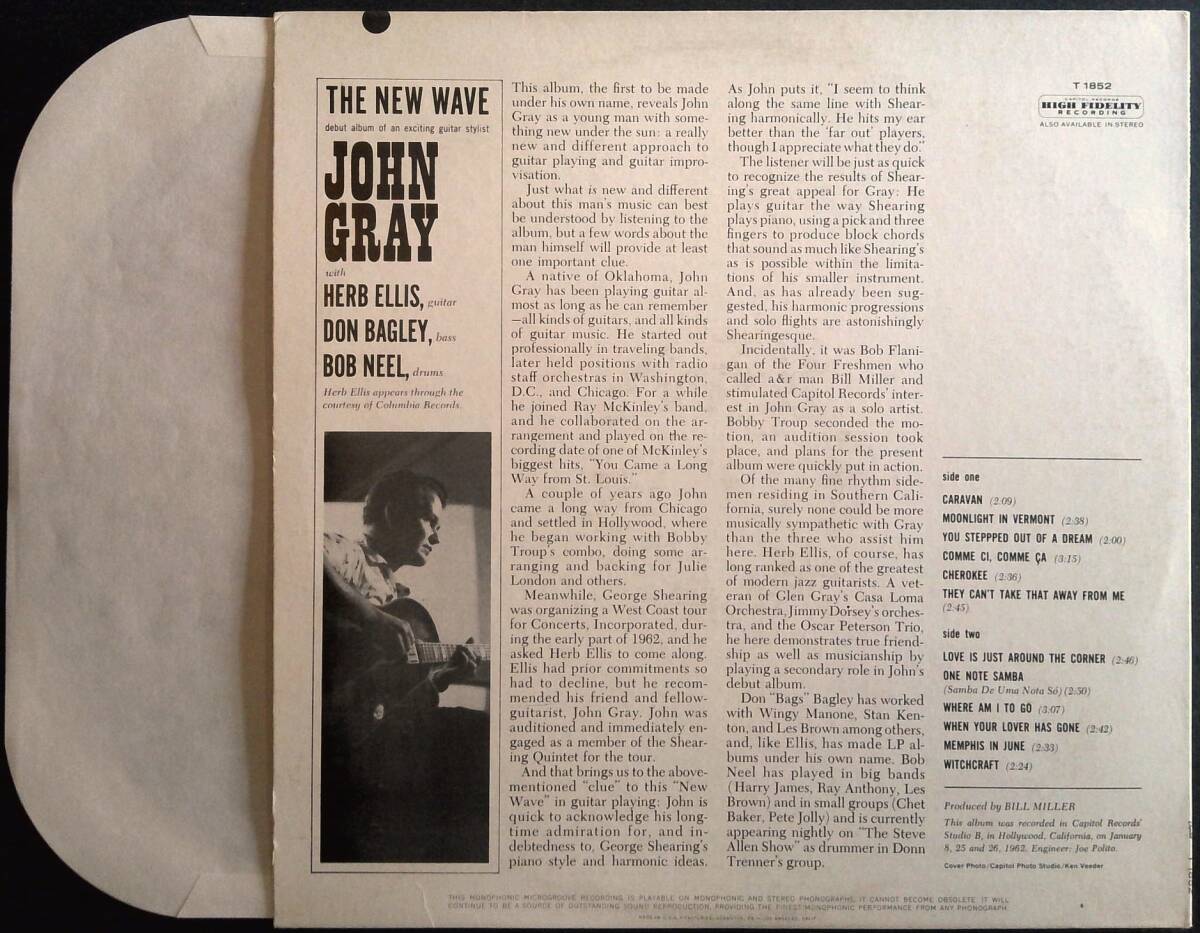 THE NEW WAVE
debut album of an exciting guitar stylist
JOHN
GRAY
with
HERB ELLIS, guitar
DON BAGLEY, bass
BOB NEEL, drums
Herb Ellis appears through the
courtesy of Columbia Records.
This album, the first to be made
under his own name, reveals John
Gray as a young man with some-
thing new under the sun: a really
new and different approach to
guitar playing and guitar impro-
visation.
Just what is new and different
about this man's music can best
be understood by listening to the
album, but a few words about the
man himself will provide at least
one important clue.
A native of Oklahoma, John
Gray has been playing guitar al-
most as long as he can remember
—all kinds of guitars, and all kinds
of guitar music. He started out
professionally in traveling bands,
later held positions with radio
staff orchestras in Washington,
D.C., and Chicago. For a while
he joined Ray McKinley's band,
and he collaborated on the ar-
rangement and played on the re-
cording date of one of McKinley's
biggest hits, "You Came a Long
Way from St. Louis."
A couple of years ago John
came a long way from Chicago
and settled in Hollywood, where
he began working with Bobby
Troup's combo, doing some ar-
ranging and backing for Julie
London and others.
Meanwhile, George Shearing
was organizing a West Coast tour
for Concerts, Incorporated, dur-
ing the early part of 1962, and he
asked Herb Ellis to come along.
Ellis had prior commitments so
had to decline, but he recom-
mended his friend and fellow-
guitarist, John Gray. John was
auditioned and immediately en-
gaged as a member of the Shear-
ing Quintet for the tour.
And that brings us to the above-
mentioned "clue" to this "New
Wave" in guitar playing: John is
quick to acknowledge his long-
time admiration for, and in-
debtedness to, George Shearing's
piano style and harmonic ideas.
As John puts it, "I seem to think
along the same line with Shear-
ing harmonically. He hits my ear
better than the 'far out' players,
though I appreciate what they do."
The listener will be just as quick
to recognize the results of Shear-
ing's great appeal for Gray: He
plays guitar the way Shearing
plays piano, using a pick and three
fingers to produce block chords
that sound as much like Shearing's
as is possible within the limita-
tions of his smaller instrument.
And, as has already been sug-
gested, his harmonic progressions
and solo flights are astonishingly
Shearingesque.
Incidentally, it was Bob Flani-
gan of the Four Freshmen who
called a&r man Bill Miller and
stimulated Capitol Records' inter-
est in John Gray as a solo artist.
Bobby Troup seconded the mo-
tion, an audition session took
place, and plans for the present
album were quickly put in action.
Of the many fine rhythm side-
men residing in Southern Cali-
fornia, surely none could be more
musically sympathetic with Gray
than the three who assist him
here. Herb Ellis, of course, has
long ranked as one of the greatest
of modern jazz guitarists. A vet-
eran of Glen Gray's Casa Loma
Orchestra, Jimmy Dorsey's orches-
tra, and the Oscar Peterson Trio,
he here demonstrates true friend-
ship as well as musicianship by
playing a secondary role in John's
debut album.
Don "Bags" Bagley has worked
with Wingy Manone, Stan Ken-
ton, and Les Brown among others,
and, like Ellis, has made LP al-
bums under his own name. Bob
Neel has played in big bands
(Harry James, Ray Anthony, Les
Brown) and in small groups (Chet
Baker, Pete Jolly) and is currently
appearing nightly on "The Steve
Allen Show" as drummer in Donn
Trenner's group.
T 1852
CAPITOL RECORDS
HIGH FIDELITY
RECORDING
ALSO AVAILABLE IN STEREO
side one
CARAVAN (2:09)
MOONLIGHT IN VERMONT (2:38)
YOU STEPPPED OUT OF A DREAM (2:00)
COMME CI, COMME ÇA (3:15)
CHEROKEE (2:36)
THEY CAN'T TAKE THAT AWAY FROM ME
(2:45)
side two
LOVE IS JUST AROUND THE CORNER (2:46)
ONE NOTE SAMBA
(Samba De Uma Nota Só) (2:50)
WHERE AM I TO GO (3:07)
WHEN YOUR LOVER HAS GONE (2:42)
MEMPHIS IN JUNE (2:33)
WITCHCRAFT (2:24)
Produced by BILL MILLER
This album was recorded in Capitol Records'
Studio B, in Hollywood, California, on January
8, 25 and 26, 1962. Engineer: Joe Polito.
Cover Photo/Capitol Photo Studio/Ken Veeder
THIS MONOPHONIC MICROGROOVE RECORDING IS PLAYABLE ON MONOPHONIC AND STEREO PHONOGRAPHS. IT CANNOT BECOME OBSOLETE. IT WILL
CONTINUE TO BE A SOURCE OF OUTSTANDING SOUND REPRODUCTION, PROVIDING THE FINEST MONOPHONIC PERFORMANCE FROM ANY PHONOGRAPH.